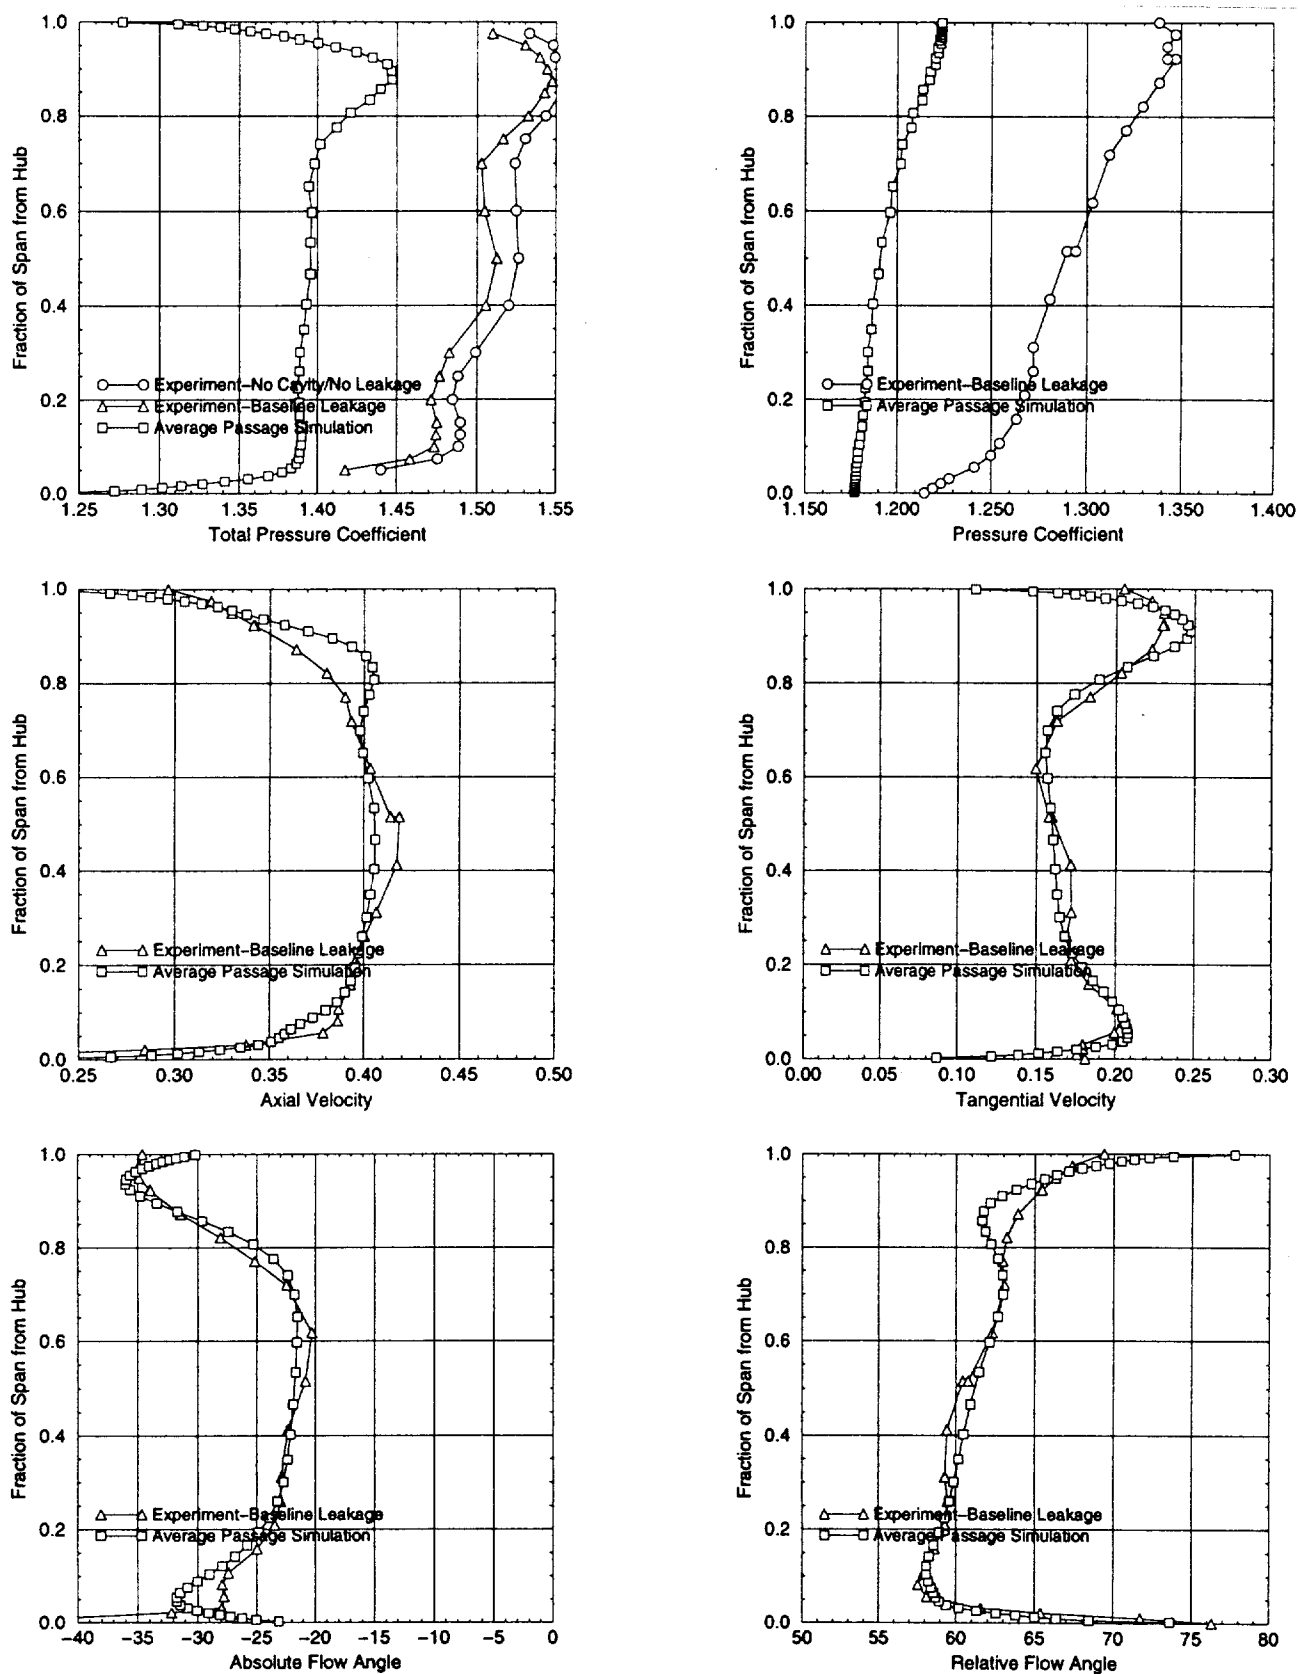 1.0
0.8
0.6
0.4
0.2
0.0
Fraction of Span from Hub
Experiment–No Cavity/No Leakage
Experiment–Baseline Leakage
Average Passage Simulation
1.25 1.30 1.35 1.40 1.45 1.50 1.55
Total Pressure Coefficient
1.0
0.8
0.6
0.4
0.2
0.0
Fraction of Span from Hub
Experiment–Baseline Leakage
Average Passage Simulation
1.150 1.200 1.250 1.300 1.350 1.400
Pressure Coefficient
1.0
0.8
0.6
0.4
0.2
0.0
Fraction of Span from Hub
Experiment–Baseline Leakage
Average Passage Simulation
0.25 0.30 0.35 0.40 0.45 0.50
Axial Velocity
1.0
0.8
0.6
0.4
0.2
0.0
Fraction of Span from Hub
Experiment–Baseline Leakage
Average Passage Simulation
0.00 0.05 0.10 0.15 0.20 0.25 0.30
Tangential Velocity
1.0
0.8
0.6
0.4
0.2
0.0
Fraction of Span from Hub
Experiment–Baseline Leakage
Average Passage Simulation
−40 −35 −30 −25 −20 −15 −10 −5 0
Absolute Flow Angle
1.0
0.8
0.6
0.4
0.2
0.0
Fraction of Span from Hub
Experiment–Baseline Leakage
Average Passage Simulation
50 55 60 65 70 75 80
Relative Flow Angle